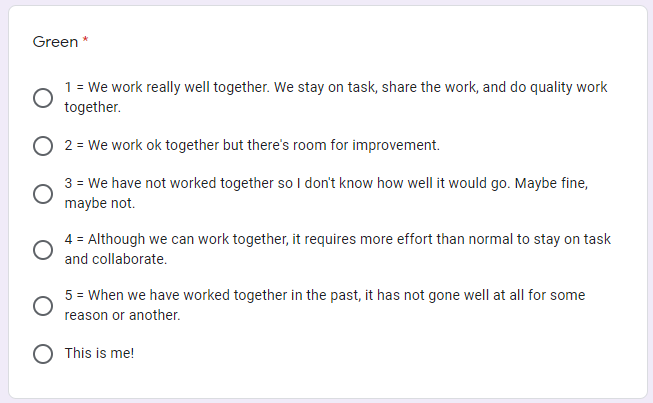 Green *
1 = We work really well together. We stay on task, share the work, and do quality work
together.
2 = We work ok together but there's room for improvement.
3 = We have not worked together so I don't know how well it would go. Maybe fine,
maybe not.
4 = Although we can work together, it requires more effort than normal to stay on task
and collaborate.
5 = When we have worked together in the past, it has not gone well at all for some
reason or another.
This is me!